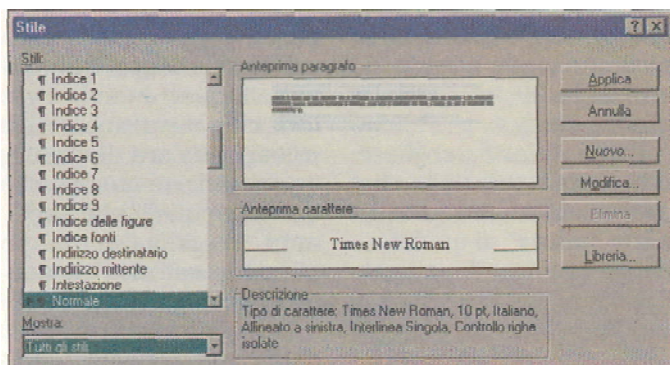 Stile
Stili:
¶ Indice 1
¶ Indice 2
¶ Indice 3
¶ Indice 4
¶ Indice 5
¶ Indice 6
¶ Indice 7
¶ Indice 8
¶ Indice 9
¶ Indice delle figure
¶ Indice fonti
¶ Indirizzo destinatario
¶ Indirizzo mittente
¶ Intestazione
¶ Normale
Mostra:
Tutti gli stili
Anteprima paragrafo
Anteprima carattere
Times New Roman
Descrizione
Tipo di carattere: Times New Roman, 10 pt, Italiano,
Allineato a sinistra, Interlinea Singola, Controllo righe
isolate
Applica
Annulla
Nuovo...
Modifica...
Elimina
Libreria...